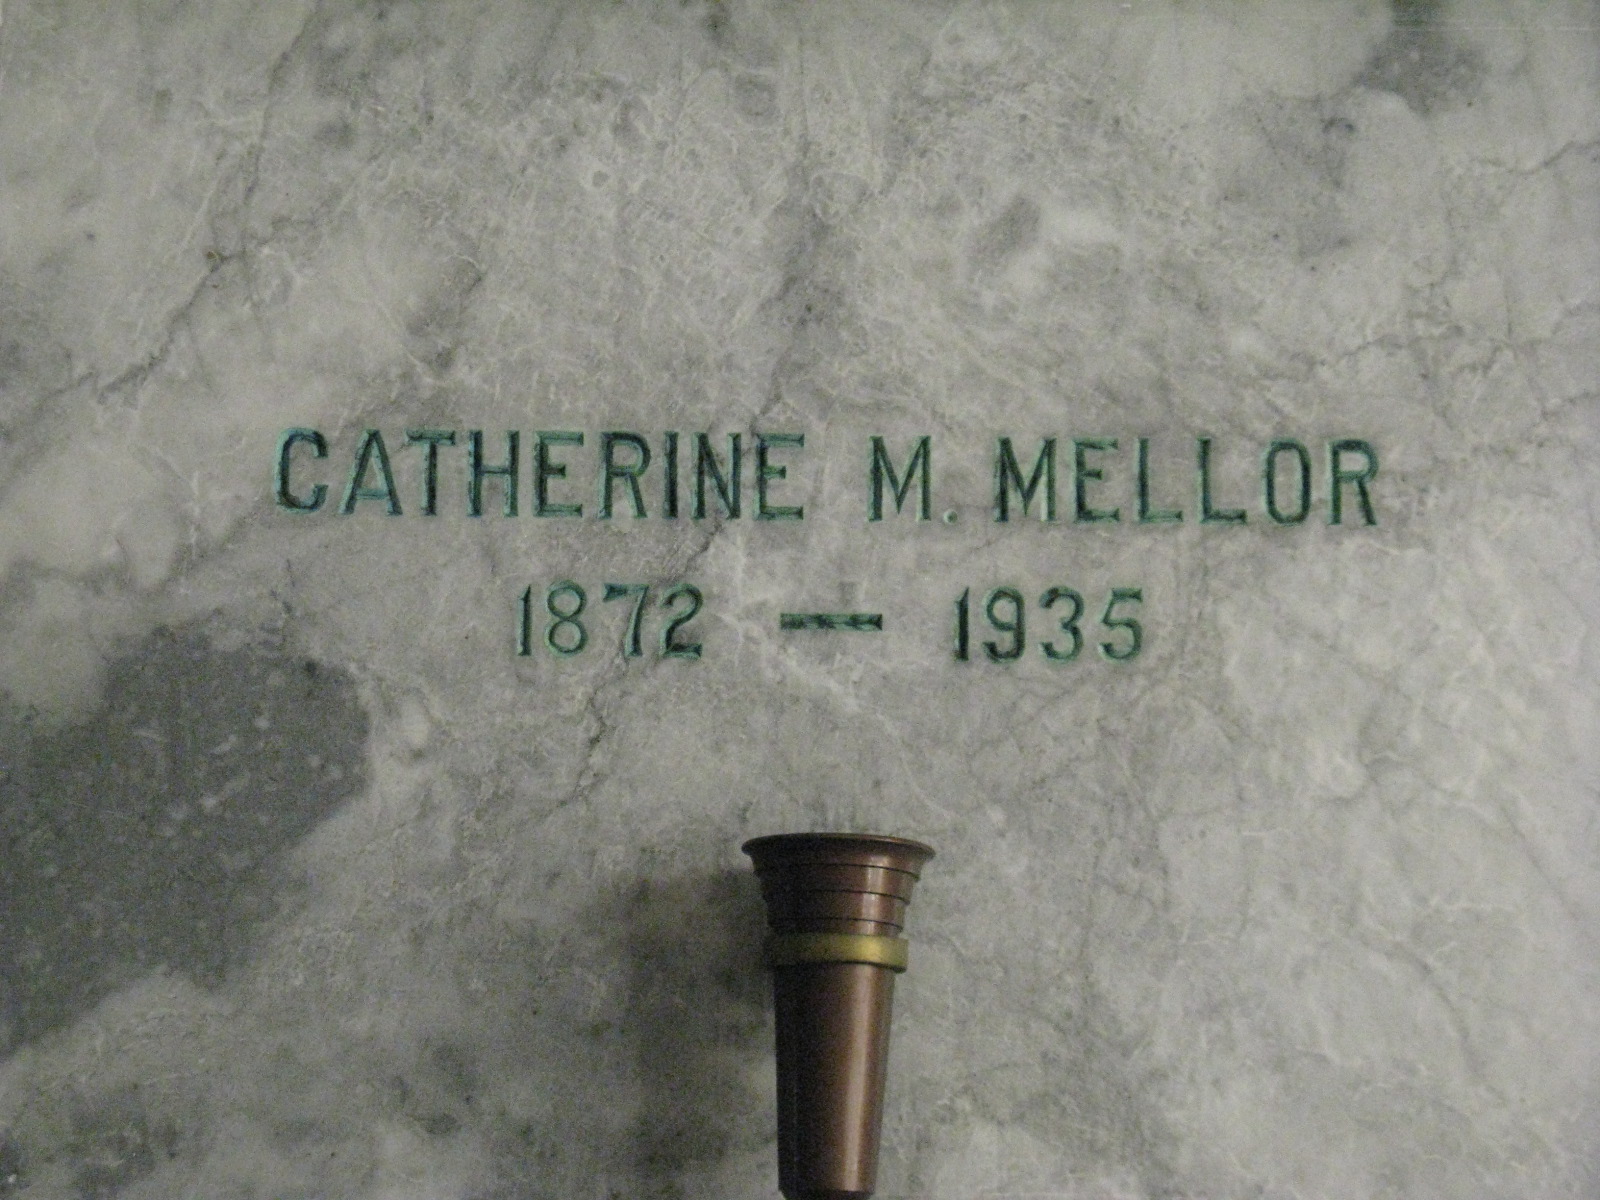 CATHERINE M. MELLOR
1872 — 1935